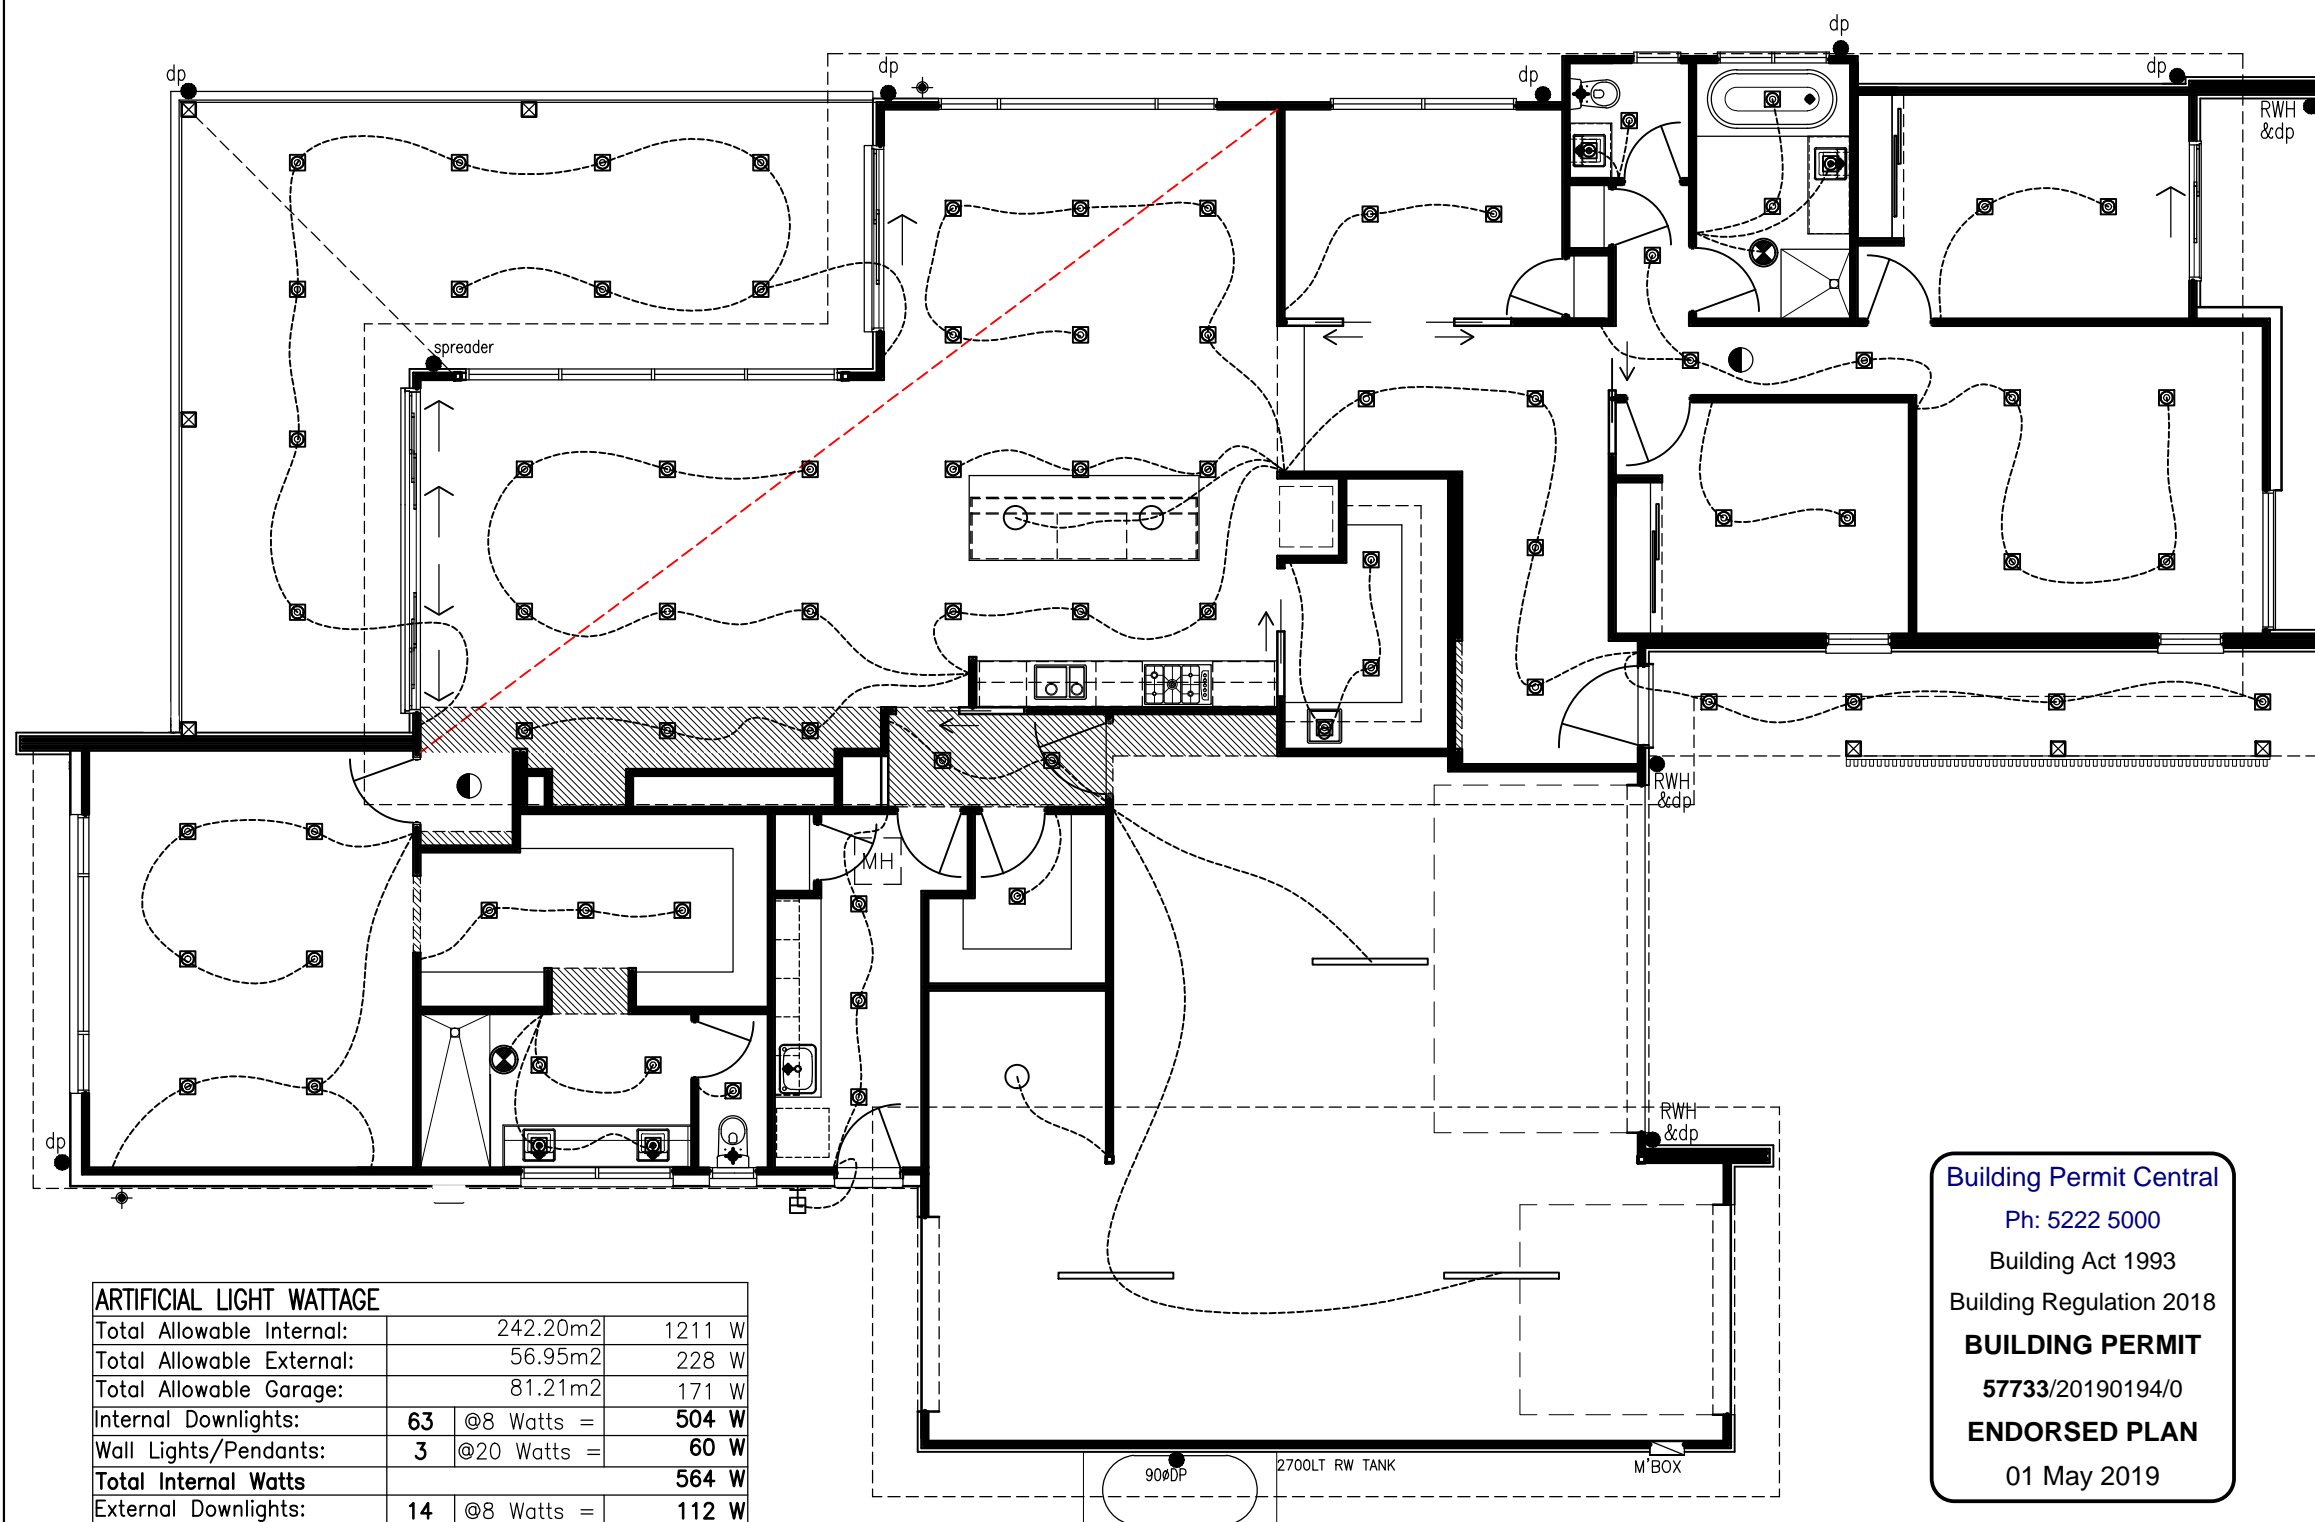 dp
dp
dp
dp
dp
RWH
&dp
spreader
RWH
&dp
MH
RWH
&dp
dp
ARTIFICIAL LIGHT WATTAGE
Total Allowable Internal: 242.20m2 1211 W
Total Allowable External: 56.95m2 228 W
Total Allowable Garage: 81.21m2 171 W
Internal Downlights: 63 @8 Watts = 504 W
Wall Lights/Pendants: 3 @20 Watts = 60 W
Total Internal Watts 564 W
External Downlights: 14 @8 Watts = 112 W
90øDP
2700LT RW TANK
M'BOX
Building Permit Central
Ph: 5222 5000
Building Act 1993
Building Regulation 2018
BUILDING PERMIT
57733/20190194/0
ENDORSED PLAN
01 May 2019